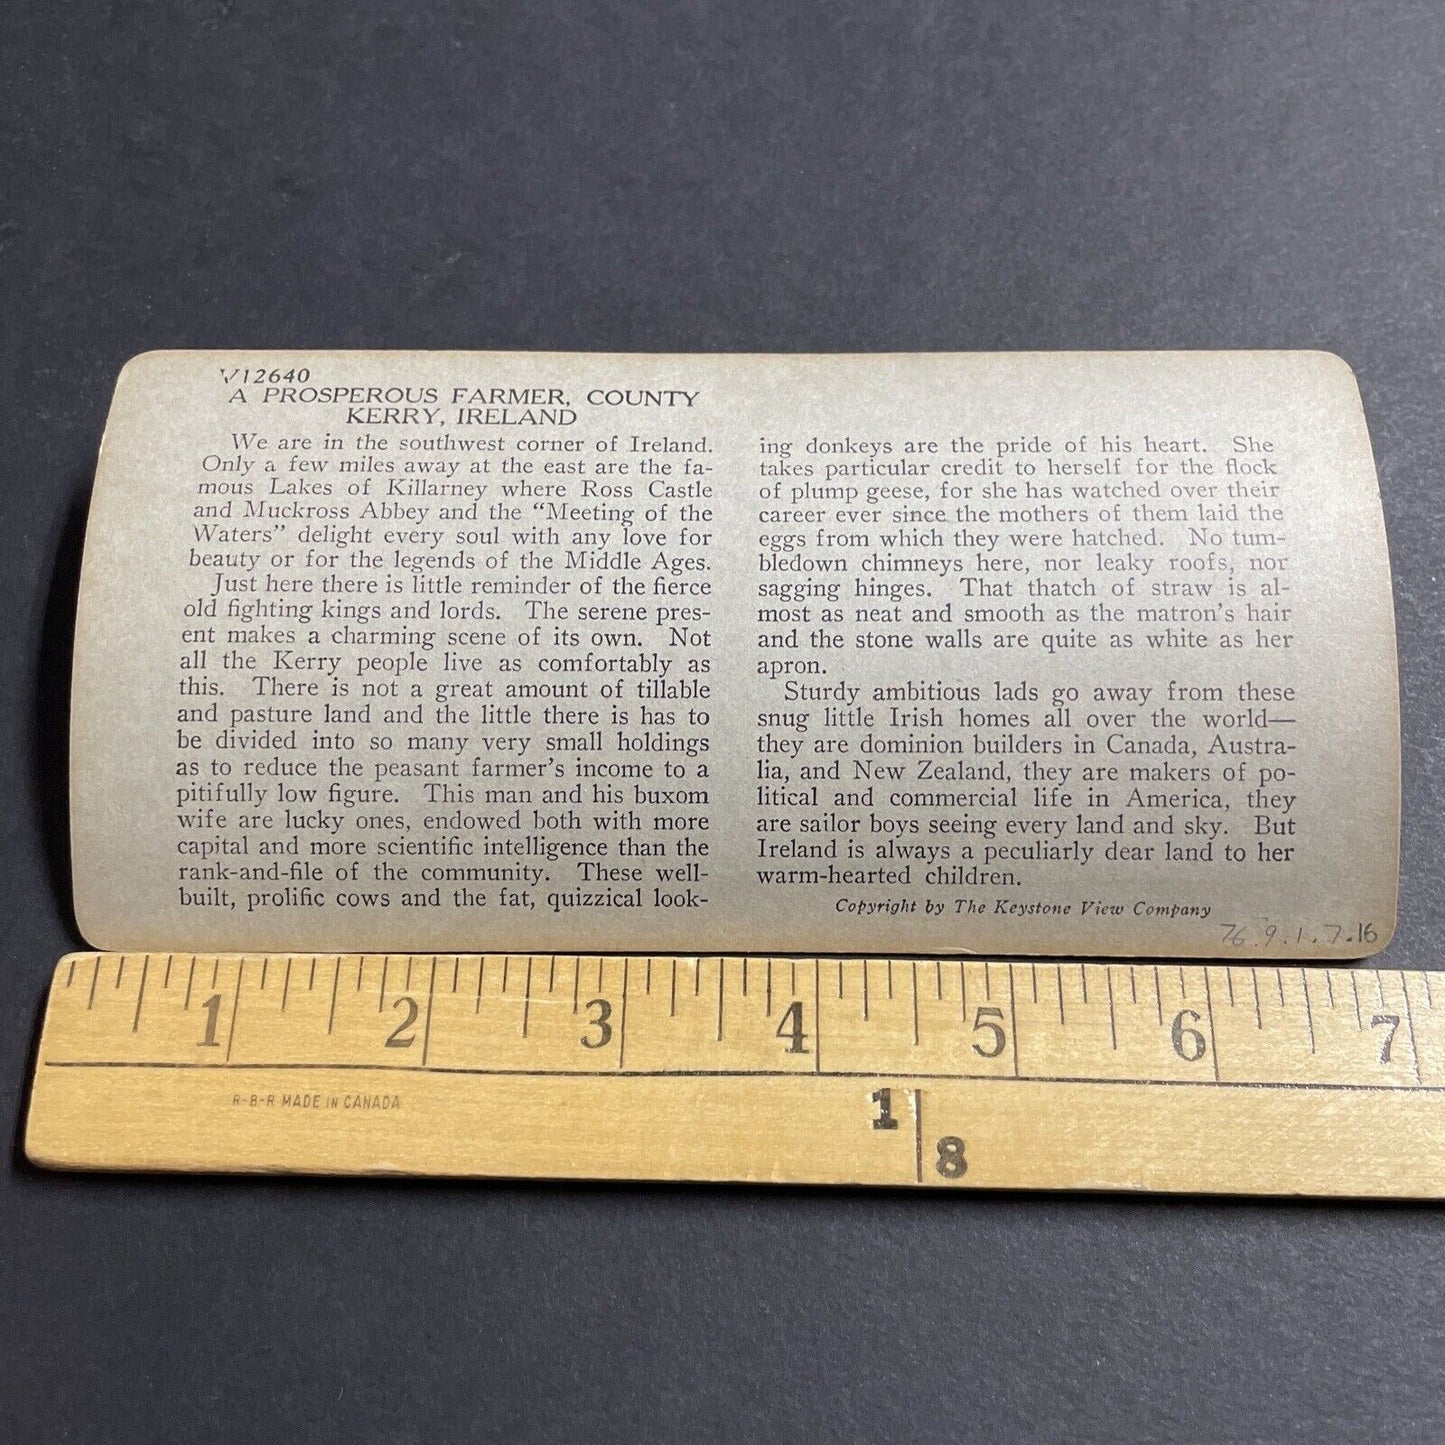 V12640
A PROSPEROUS FARMER, COUNTY
KERRY, IRELAND
We are in the southwest corner of Ireland.
Only a few miles away at the east are the fa-
mous Lakes of Killarney where Ross Castle
and Muckross Abbey and the “Meeting of the
Waters” delight every soul with any love for
beauty or for the legends of the Middle Ages.
Just here there is little reminder of the fierce
old fighting kings and lords. The serene pres-
ent makes a charming scene of its own. Not
all the Kerry people live as comfortably as
this. There is not a great amount of tillable
and pasture land and the little there is has to
be divided into so many very small holdings
as to reduce the peasant farmer’s income to a
pitifully low figure. This man and his buxom
wife are lucky ones, endowed both with more
capital and more scientific intelligence than the
rank-and-file of the community. These well-
built, prolific cows and the fat, quizzical look-
ing donkeys are the pride of his heart. She
takes particular credit to herself for the flock
of plump geese, for she has watched over their
career ever since the mothers of them laid the
eggs from which they were hatched. No tum-
bledown chimneys here, nor leaky roofs, nor
sagging hinges. That thatch of straw is al-
most as neat and smooth as the matron’s hair
and the stone walls are quite as white as her
apron.
Sturdy ambitious lads go away from these
snug little Irish homes all over the world—
they are dominion builders in Canada, Austra-
lia, and New Zealand, they are makers of po-
litical and commercial life in America, they
are sailor boys seeing every land and sky. But
Ireland is always a peculiarly dear land to her
warm-hearted children.
Copyright by The Keystone View Company
76.9.1.7.16
1 2 3 4 5 6 7
R-B-R MADE IN CANADA
1
8